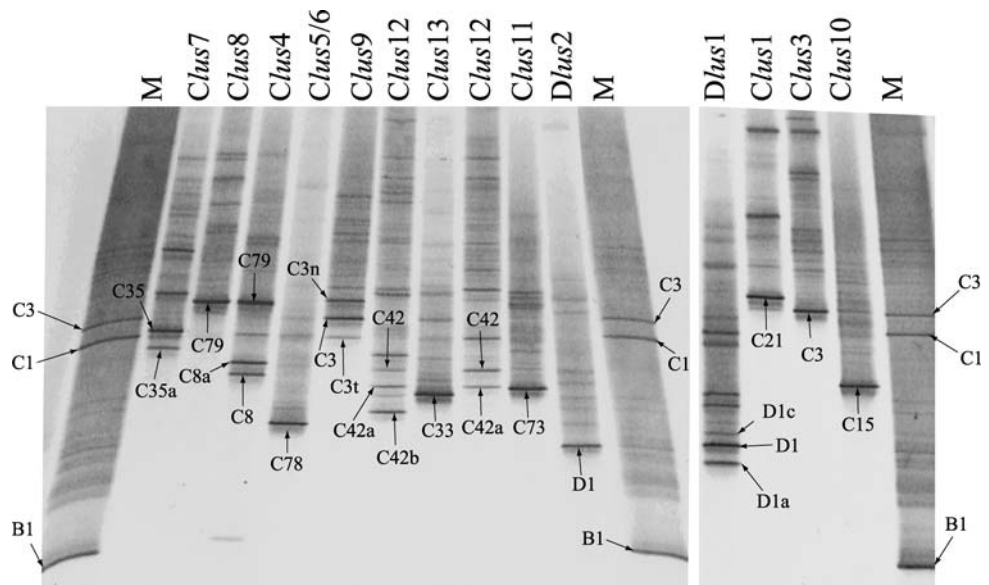 M Clus7 Clus8 Clus4 Clus5/6 Clus9 Clus12 Clus13 Clus12 Clus11 Dlus2 M Dlus1 Clus1 Clus3 Clus10 M
C3n C79
C35 C3 C3
C3 C42 C42
C1 C79 C21 C3 C1
C8a C3t C1
C35a
C8 C42a C33 C42a C73 C15
C78 C42b D1c
D1
D1 D1a
B1 B1 B1